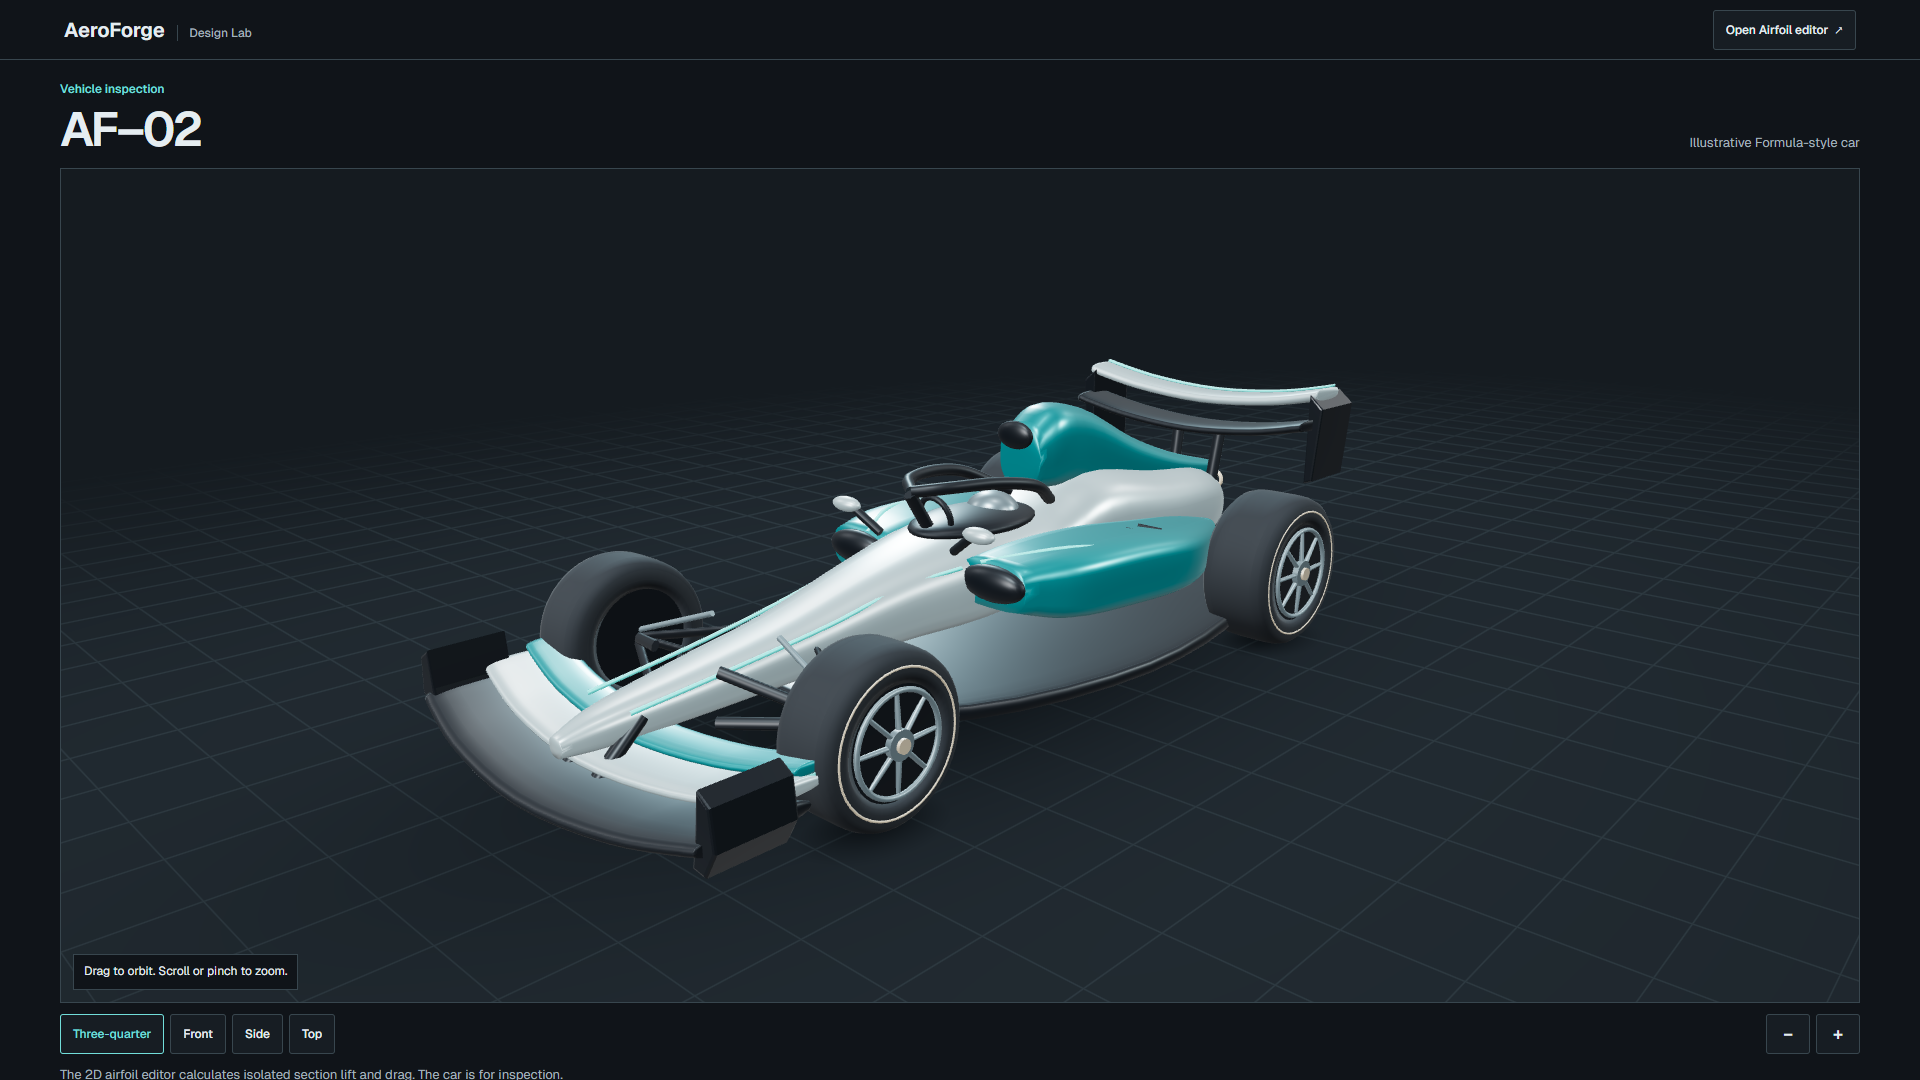 AeroForge
Design Lab
Open Airfoil editor ↗
Vehicle inspection
AF–02
Illustrative Formula-style car
Drag to orbit. Scroll or pinch to zoom.
Three-quarter
Front
Side
Top
−
+
The 2D airfoil editor calculates isolated section lift and drag. The car is for inspection.